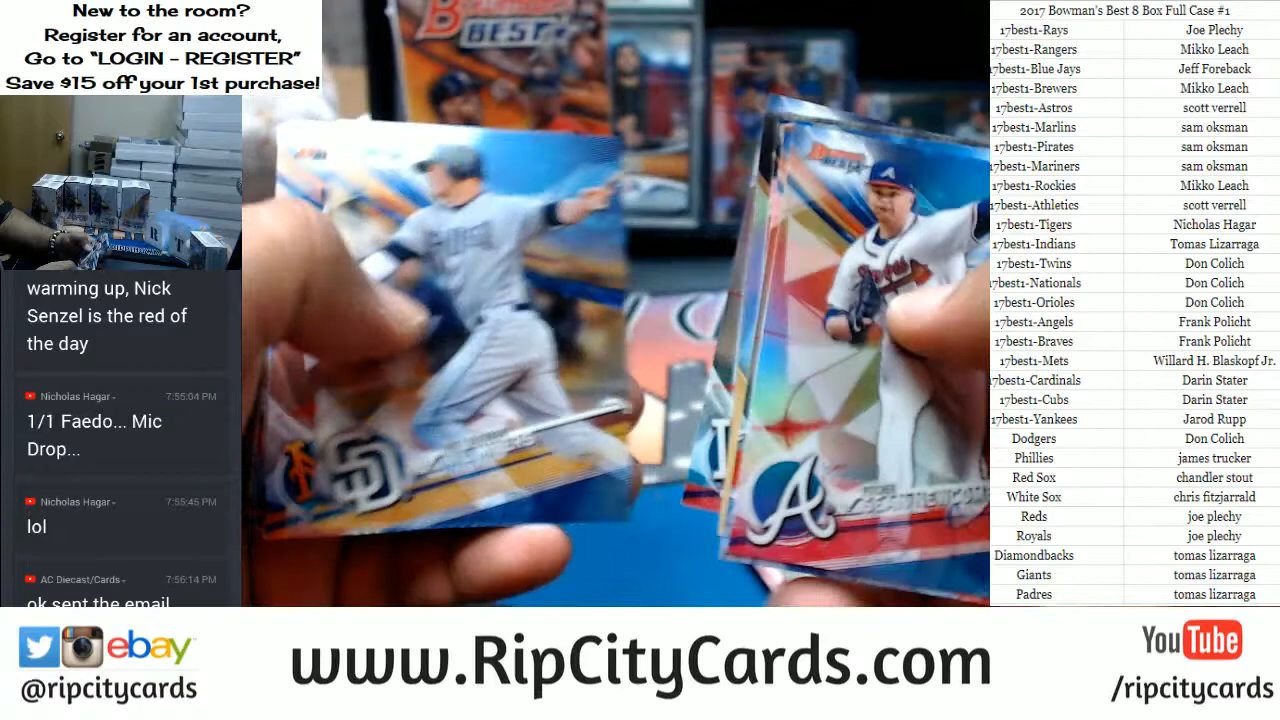 New to the room?
Register for an account,
Go to “LOGIN - REGISTER”
Save $15 off your 1st purchase!
warming up, Nick
Senzel is the red of
the day
Nicholas Hagar
7:55:04 PM
1/1 Faedo... Mic
Drop...
Nicholas Hagar
7:55:45 PM
lol
AC Diecast/Cards
7:56:14 PM
ok sent the email
BEST
SD
A
2017 Bowman's Best 8 Box Full Case #1
17best1-Rays Joe Plechy
17best1-Rangers Mikko Leach
17best1-Blue Jays Jeff Foreback
17best1-Brewers Mikko Leach
17best1-Astros scott verrell
17best1-Marlins sam oksman
17best1-Pirates sam oksman
17best1-Mariners sam oksman
17best1-Rockies Mikko Leach
17best1-Athletics scott verrell
17best1-Tigers Nicholas Hagar
17best1-Indians Tomas Lizarraga
17best1-Twins Don Colich
17best1-Nationals Don Colich
17best1-Orioles Don Colich
17best1-Angels Frank Policht
17best1-Braves Frank Policht
17best1-Mets Willard H. Blaskopf Jr.
17best1-Cardinals Darin Stater
17best1-Cubs Darin Stater
17best1-Yankees Jarod Rupp
Dodgers Don Colich
Phillies james trucker
Red Sox chandler stout
White Sox chris fitzjarrald
Reds joe plechy
Royals joe plechy
Diamondbacks tomas lizarraga
Giants tomas lizarraga
Padres tomas lizarraga
ebay
@ripcitycards
www.RipCityCards.com
YouTube
/ripcitycards